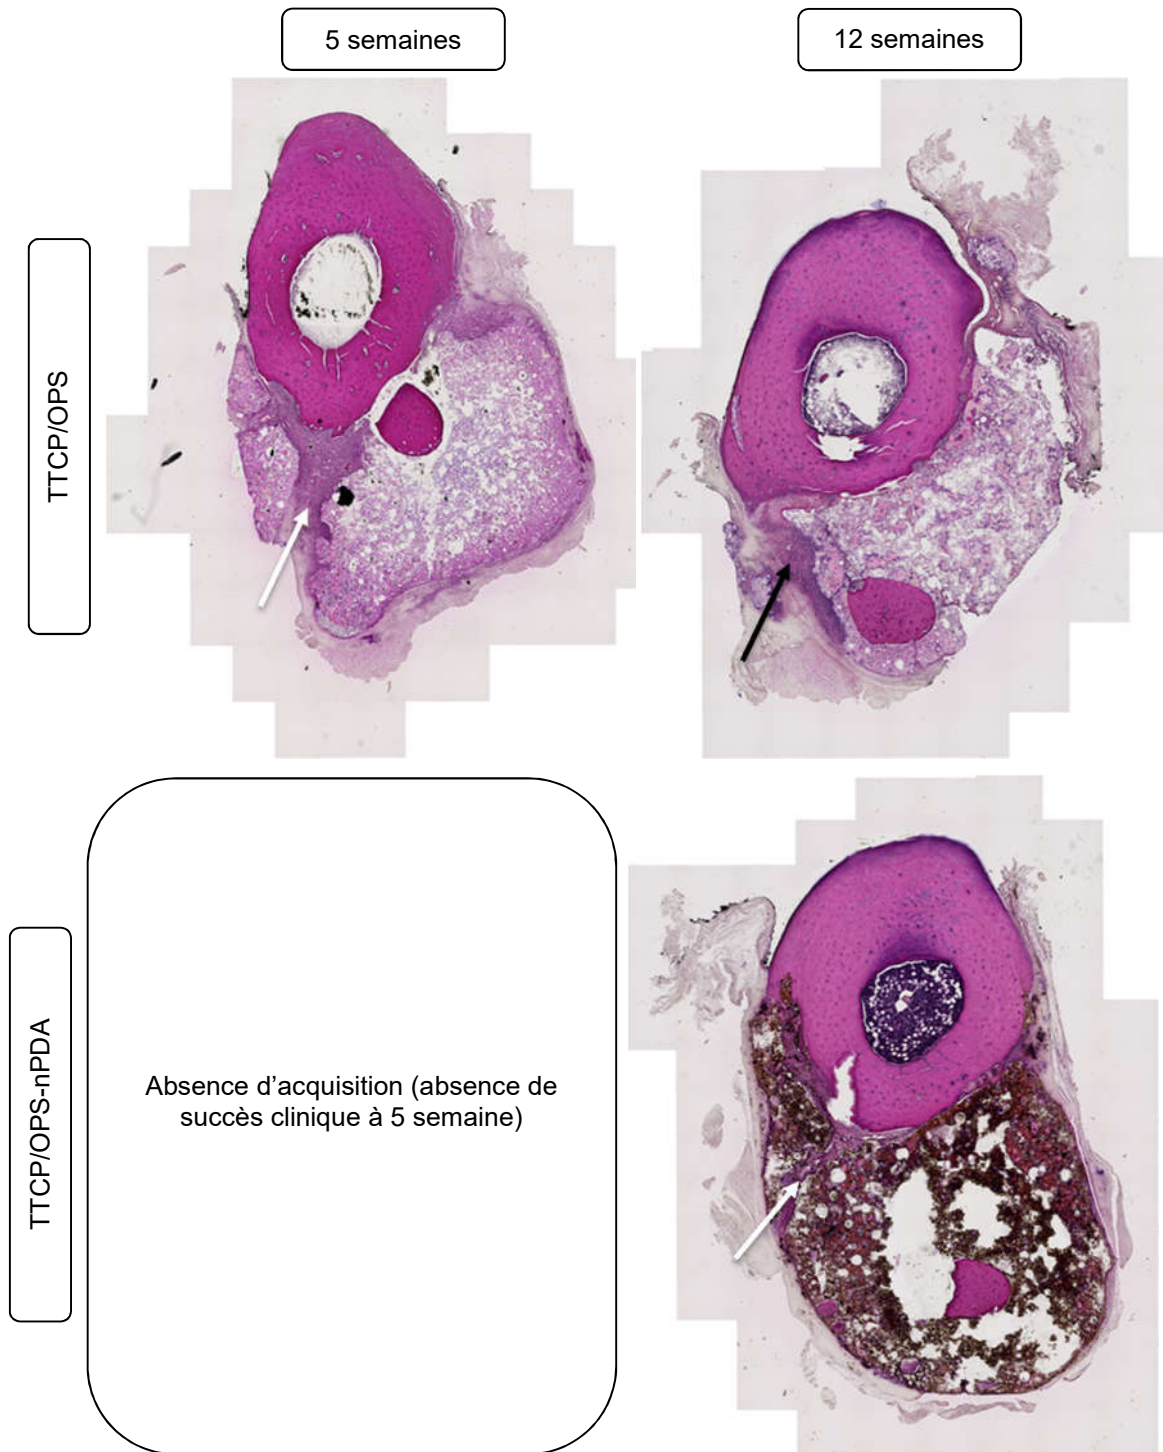 5 semaines
12 semaines
TTCP/OPS
TTCP/OPS-nPDA
Absence d'acquisition (absence de
succès clinique à 5 semaine)